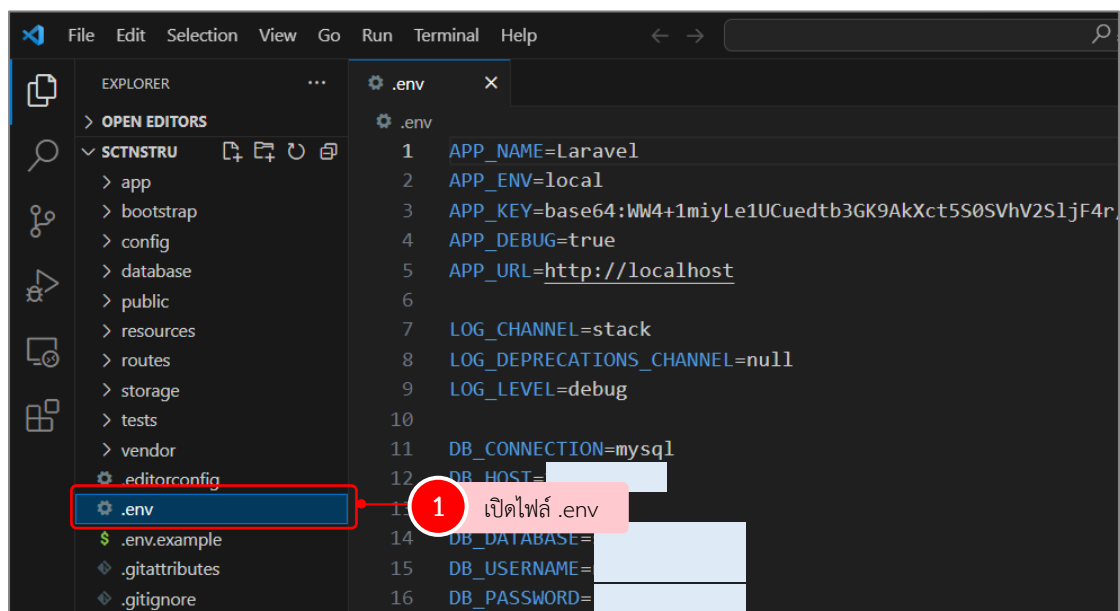 File Edit Selection View Go Run Terminal Help
EXPLORER
OPEN EDITORS
SCTNSTRU
app
bootstrap
config
database
public
resources
routes
storage
tests
vendor
.editorconfig
.env
.env.example
.gitattributes
.gitignore
.env
.env
1 APP_NAME=Laravel
2 APP_ENV=local
3 APP_KEY=base64:WW4+1miyLe1UCuedtb3GK9AkXct5S0SVhV2SljF4r
4 APP_DEBUG=true
5 APP_URL=http://localhost
6
7 LOG_CHANNEL=stack
8 LOG_DEPRECATIONS_CHANNEL=null
9 LOG_LEVEL=debug
10
11 DB_CONNECTION=mysql
12 DB_HOST=
1 เปิดไฟล์ .env
14 DB_DATABASE=
15 DB_USERNAME=
16 DB_PASSWORD=